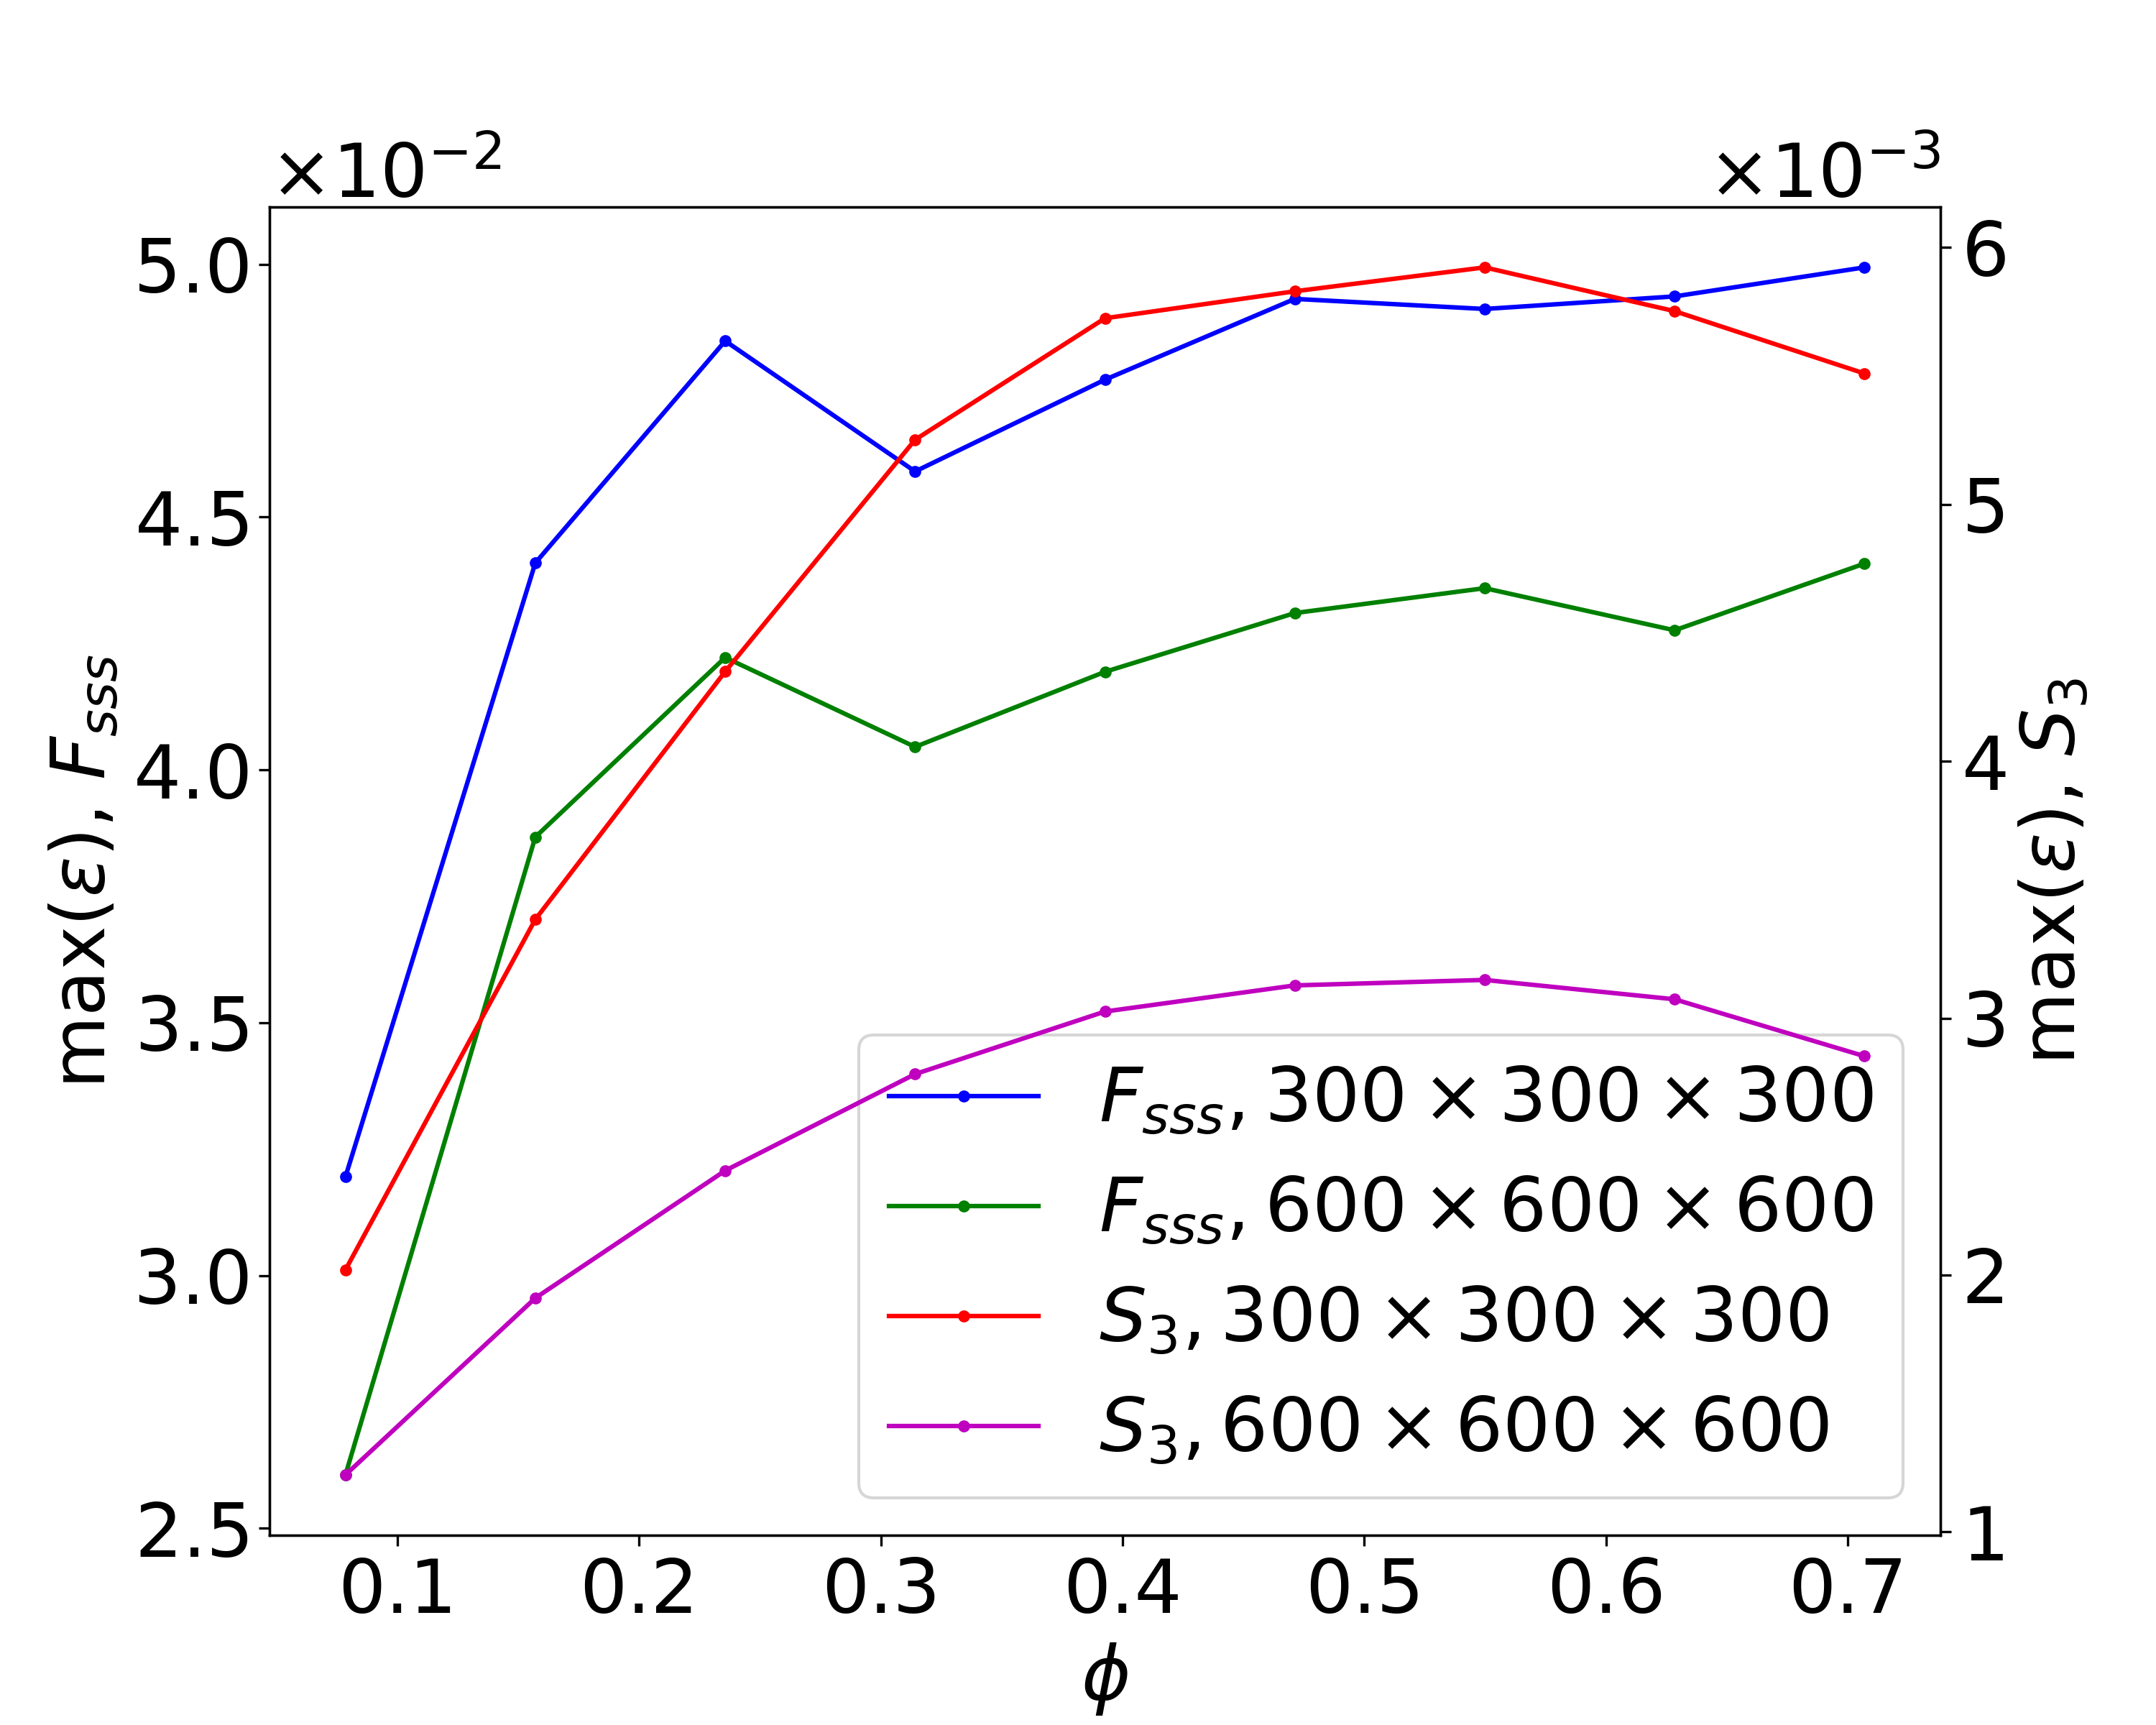 ×10⁻² ×10⁻³
5.0
4.5
4.0
3.5
3.0
2.5
max(ε), F_sss
6
5
4
3
2
1
max(ε), S₃
F_sss, 300 × 300 × 300
F_sss, 600 × 600 × 600
S₃, 300 × 300 × 300
S₃, 600 × 600 × 600
0.1 0.2 0.3 0.4 0.5 0.6 0.7
ϕ